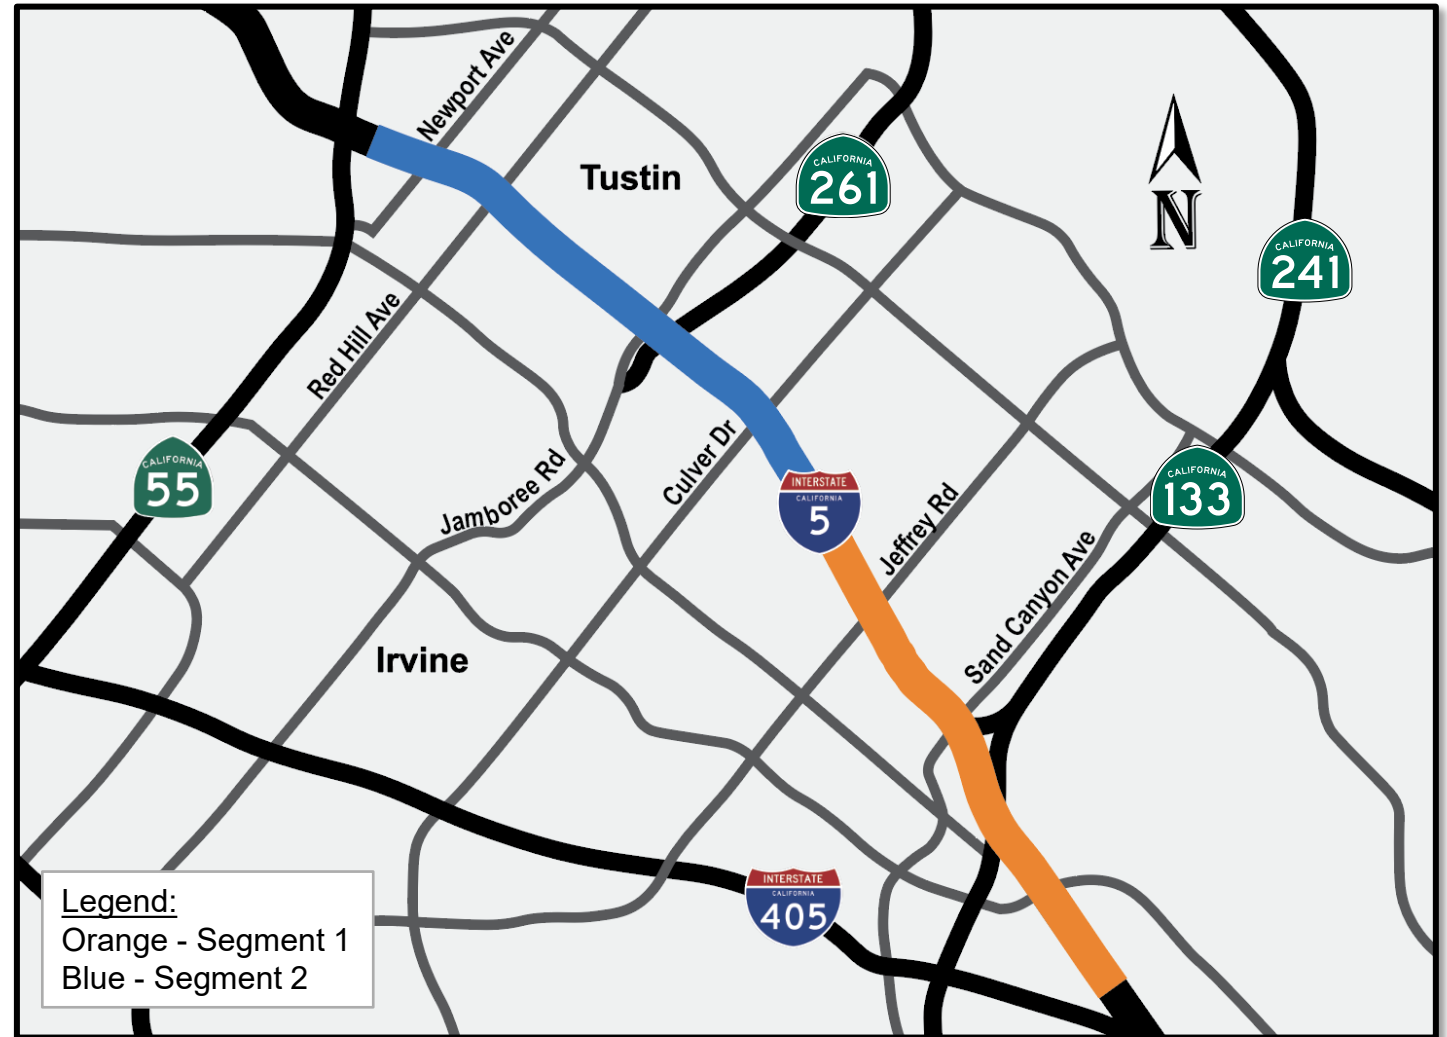 Newport Ave
Tustin
CALIFORNIA
261
N
CALIFORNIA
241
Red Hill Ave
CALIFORNIA
55
Jamboree Rd
Culver Dr
INTERSTATE
CALIFORNIA
5
Jeffrey Rd
CALIFORNIA
133
Sand Canyon Ave
Irvine
INTERSTATE
CALIFORNIA
405
Legend:
Orange - Segment 1
Blue - Segment 2